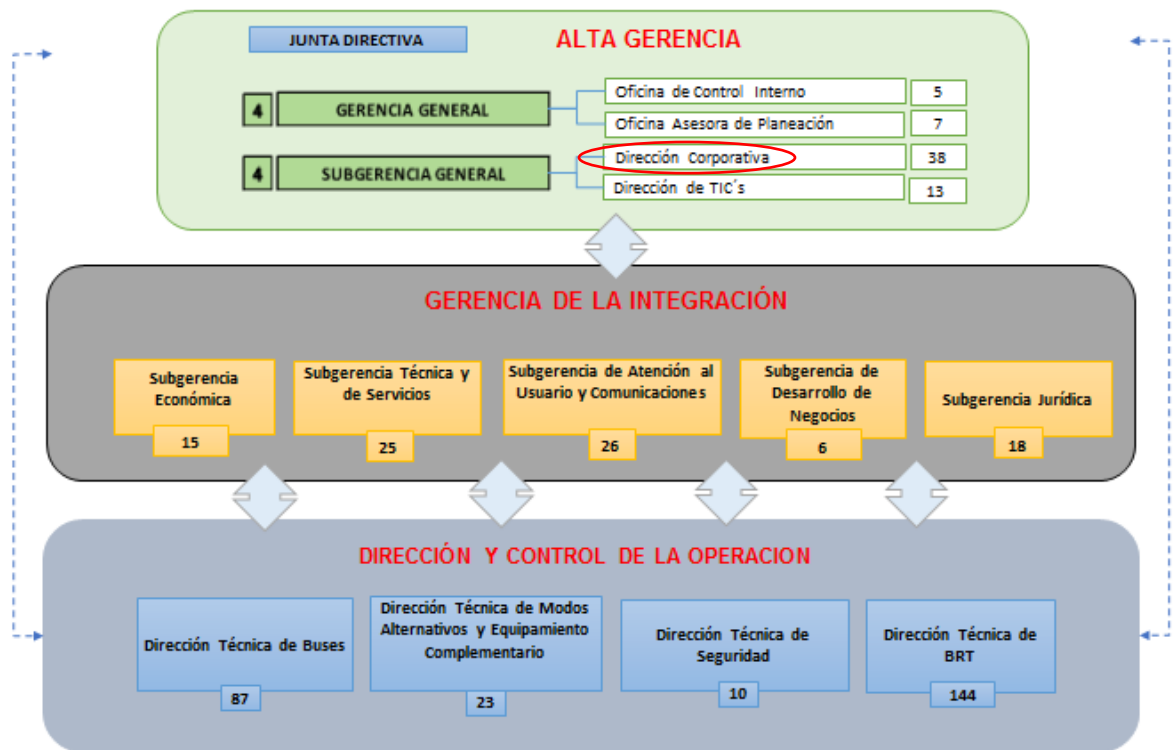 JUNTA DIRECTIVA
ALTA GERENCIA
4
GERENCIA GENERAL
Oficina de Control Interno
5
Oficina Asesora de Planeación
7
4
SUBGERENCIA GENERAL
Dirección Corporativa
38
Dirección de TIC´s
13
GERENCIA DE LA INTEGRACIÓN
Subgerencia
Económica
15
Subgerencia Técnica y
de Servicios
25
Subgerencia de Atención al
Usuario y Comunicaciones
26
Subgerencia de
Desarrollo de
Negocios
6
Subgerencia Jurídica
18
DIRECCIÓN Y CONTROL DE LA OPERACION
Dirección Técnica de Buses
87
Dirección Técnica de Modos
Alternativos y Equipamiento
Complementario
23
Dirección Técnica de
Seguridad
10
Dirección Técnica de
BRT
144